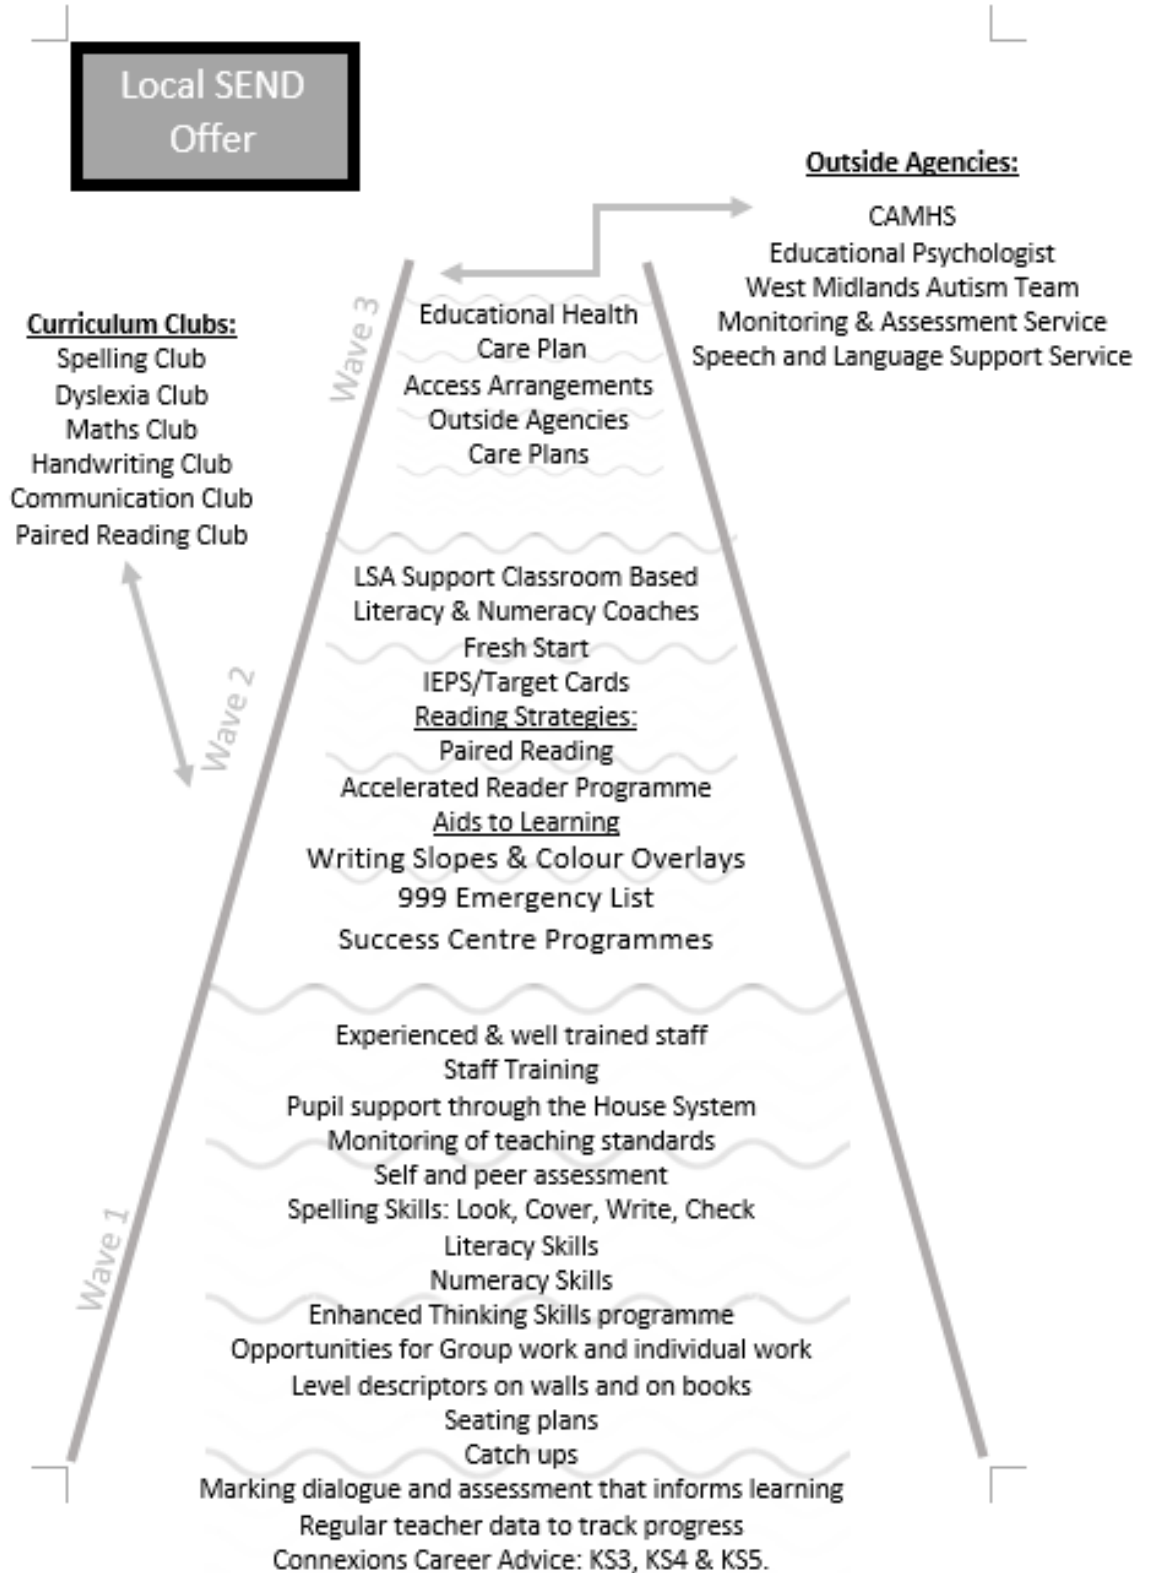 Local SEND
Offer
Outside Agencies:
CAMHS
Educational Psychologist
West Midlands Autism Team
Monitoring & Assessment Service
Speech and Language Support Service
Curriculum Clubs:
Spelling Club
Dyslexia Club
Maths Club
Handwriting Club
Communication Club
Paired Reading Club
Wave 3
Educational Health
Care Plan
Access Arrangements
Outside Agencies
Care Plans
Wave 2
LSA Support Classroom Based
Literacy & Numeracy Coaches
Fresh Start
IEPS/Target Cards
Reading Strategies:
Paired Reading
Accelerated Reader Programme
Aids to Learning
Writing Slopes & Colour Overlays
999 Emergency List
Success Centre Programmes
Wave 1
Experienced & well trained staff
Staff Training
Pupil support through the House System
Monitoring of teaching standards
Self and peer assessment
Spelling Skills: Look, Cover, Write, Check
Literacy Skills
Numeracy Skills
Enhanced Thinking Skills programme
Opportunities for Group work and individual work
Level descriptors on walls and on books
Seating plans
Catch ups
Marking dialogue and assessment that informs learning
Regular teacher data to track progress
Connexions Career Advice: KS3, KS4 & KS5.